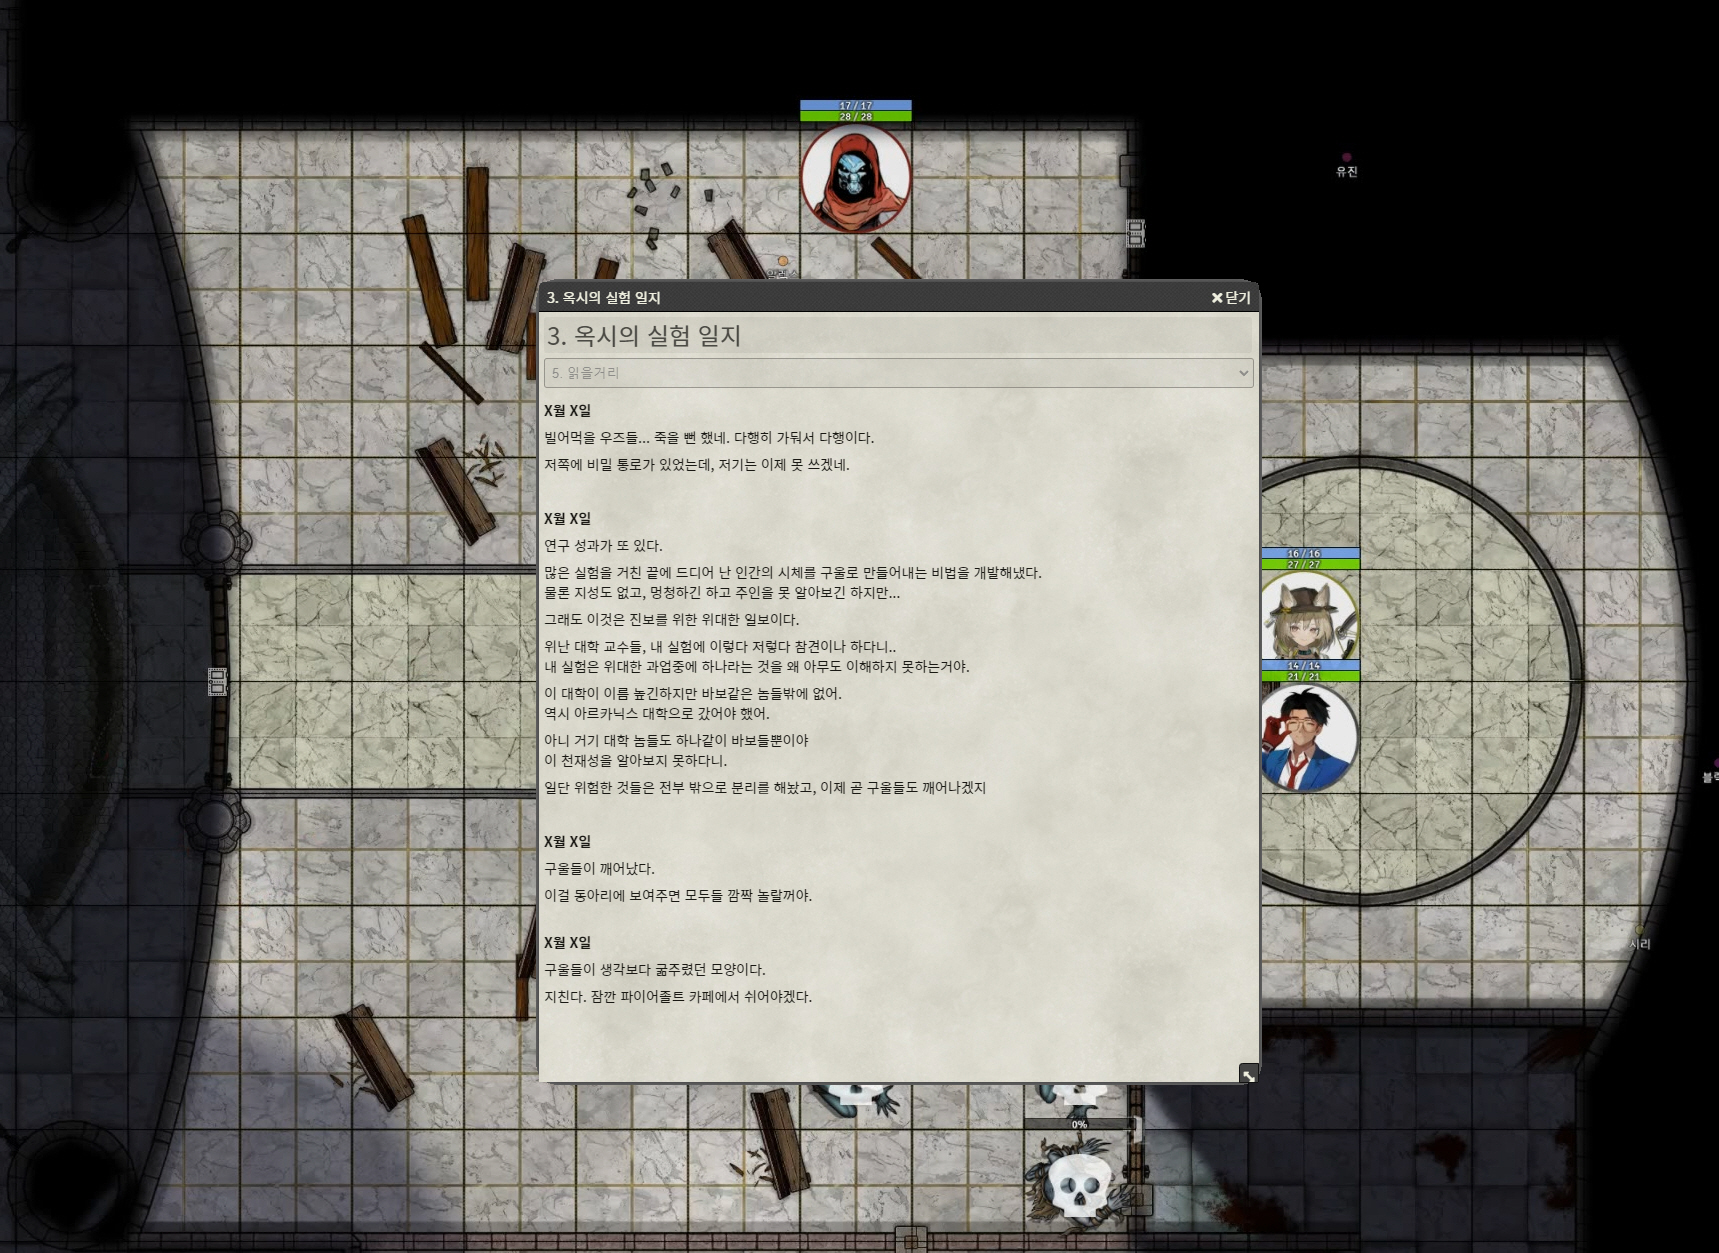 17 / 17
28 / 28
유진
3. 옥시의 실험 일지
닫기
3. 옥시의 실험 일지
5. 읽을거리
X월 X일
빌어먹을 우즈들... 죽을 뻔 했네. 다행히 가둬서 다행이다.
저쪽에 비밀 통로가 있었는데, 저기는 이제 못 쓰겠네.
X월 X일
연구 성과가 또 있다.
많은 실험을 거친 끝에 드디어 난 인간의 시체를 구울로 만들어내는 비법을 개발해냈다.
물론 지성도 없고, 멍청하긴 하고 주인을 못 알아보긴 하지만...
그래도 이것은 진보를 위한 위대한 일보이다.
위난 대학 교수들, 내 실험에 이렇다 저렇다 참견이나 하다니..
내 실험은 위대한 과업중에 하나라는 것을 왜 아무도 이해하지 못하는거야.
이 대학이 이름 높긴하지만 바보같은 놈들밖에 없어.
역시 아르카닉스 대학으로 갔어야 했어.
아니 거기 대학 놈들도 하나같이 바보들뿐이야
이 천재성을 알아보지 못하다니.
일단 위험한 것들은 전부 밖으로 분리를 해놨고, 이제 곧 구울들도 깨어나겠지
X월 X일
구울들이 깨어났다.
이걸 동아리에 보여주면 모두들 깜짝 놀랄꺼야.
X월 X일
구울들이 생각보다 굶주렸던 모양이다.
지친다. 잠깐 파이어졸트 카페에서 쉬어야겠다.
16 / 16
27 / 27
14 / 14
21 / 21
시리
0%